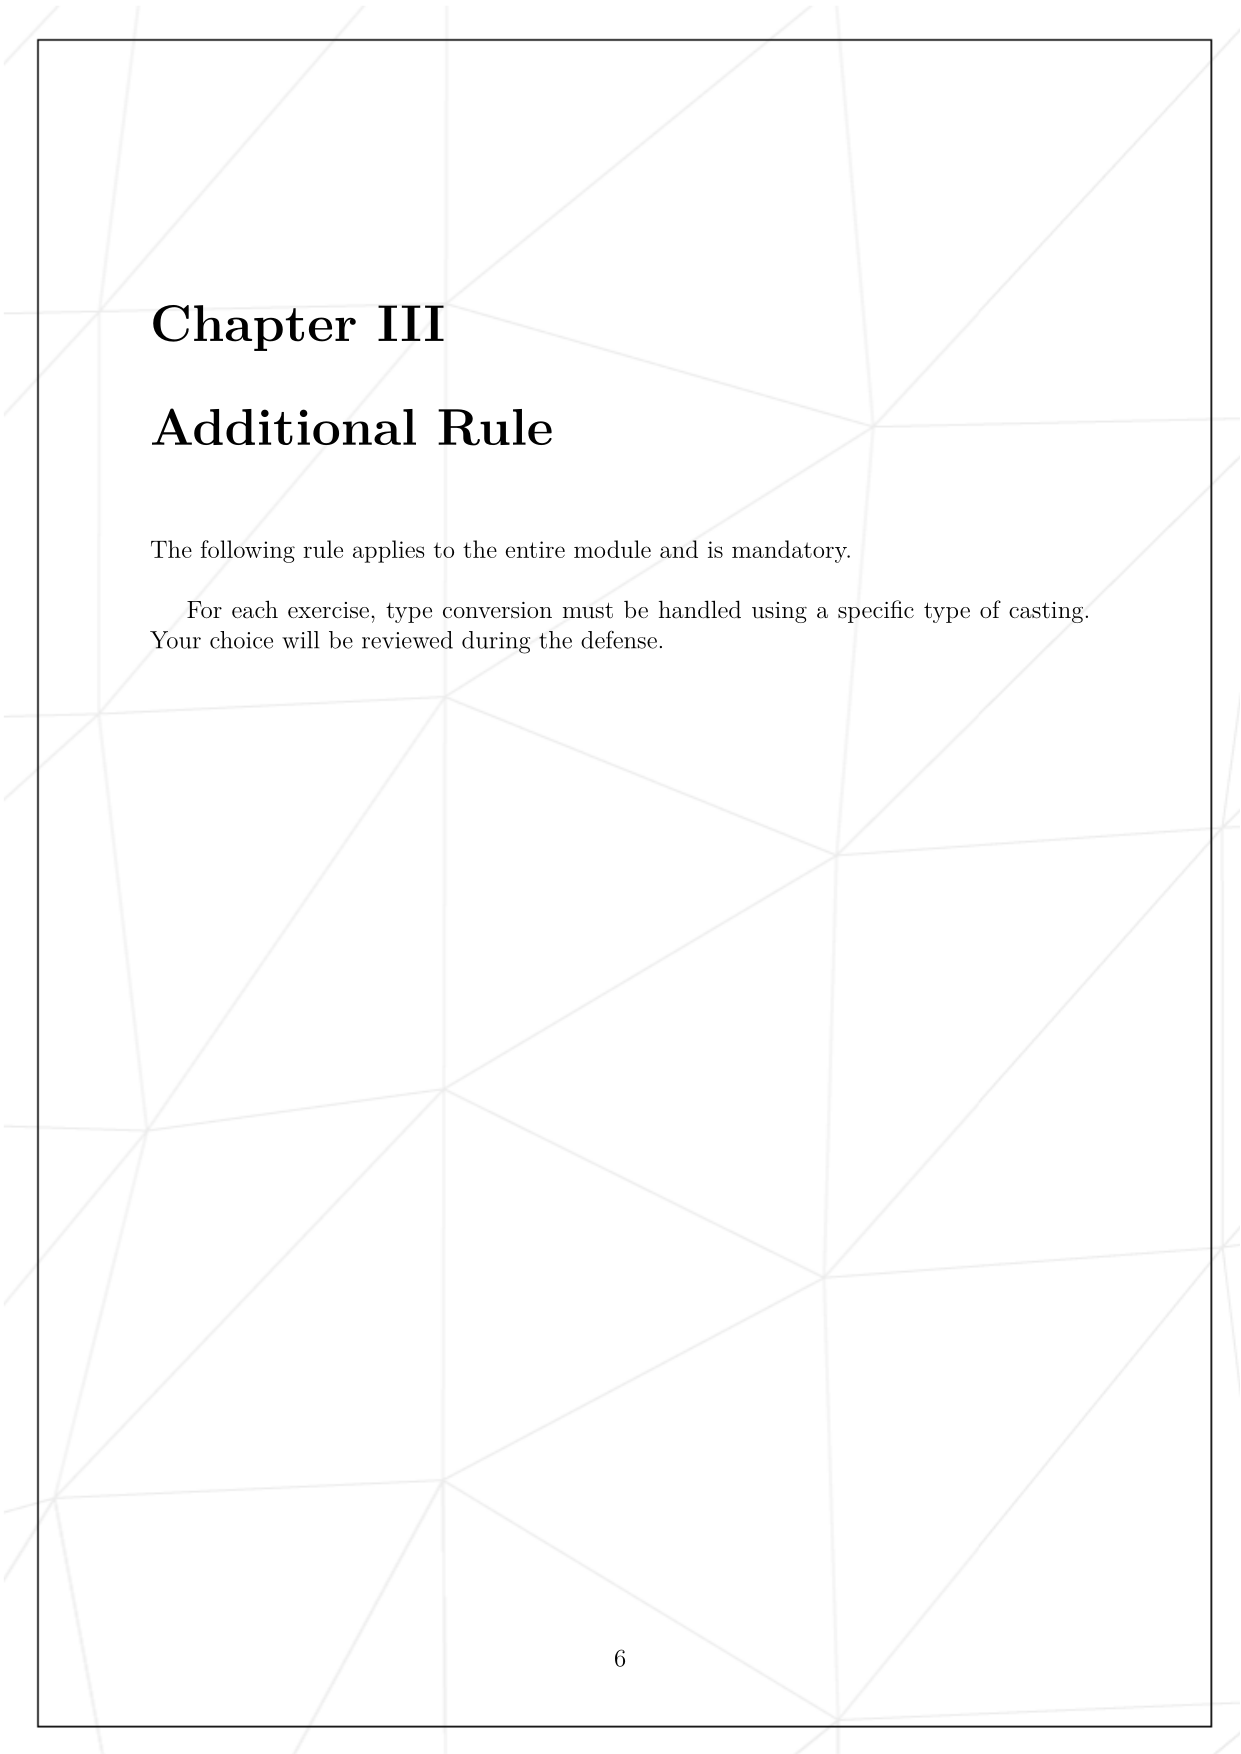 Chapter III
Additional Rule
The following rule applies to the entire module and is mandatory.
For each exercise, type conversion must be handled using a specific type of casting.
Your choice will be reviewed during the defense.
6